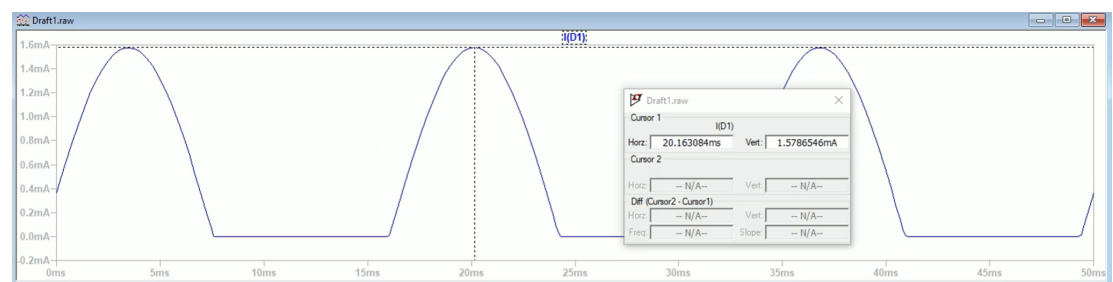 Draft1.raw
I(D1)
1.6mA
1.4mA
1.2mA
1.0mA
0.8mA
0.6mA
0.4mA
0.2mA
0.0mA
-0.2mA
0ms 5ms 10ms 15ms 20ms 25ms 30ms 35ms 40ms 45ms 50ms
Draft1.raw
Cursor 1
I(D1)
Horz: 20.163084ms Vert: 1.5786546mA
Cursor 2
Horz: -- N/A-- Vert: -- N/A--
Diff (Cursor2 - Cursor1)
Horz: -- N/A-- Vert: -- N/A--
Freq: -- N/A-- Slope: -- N/A--